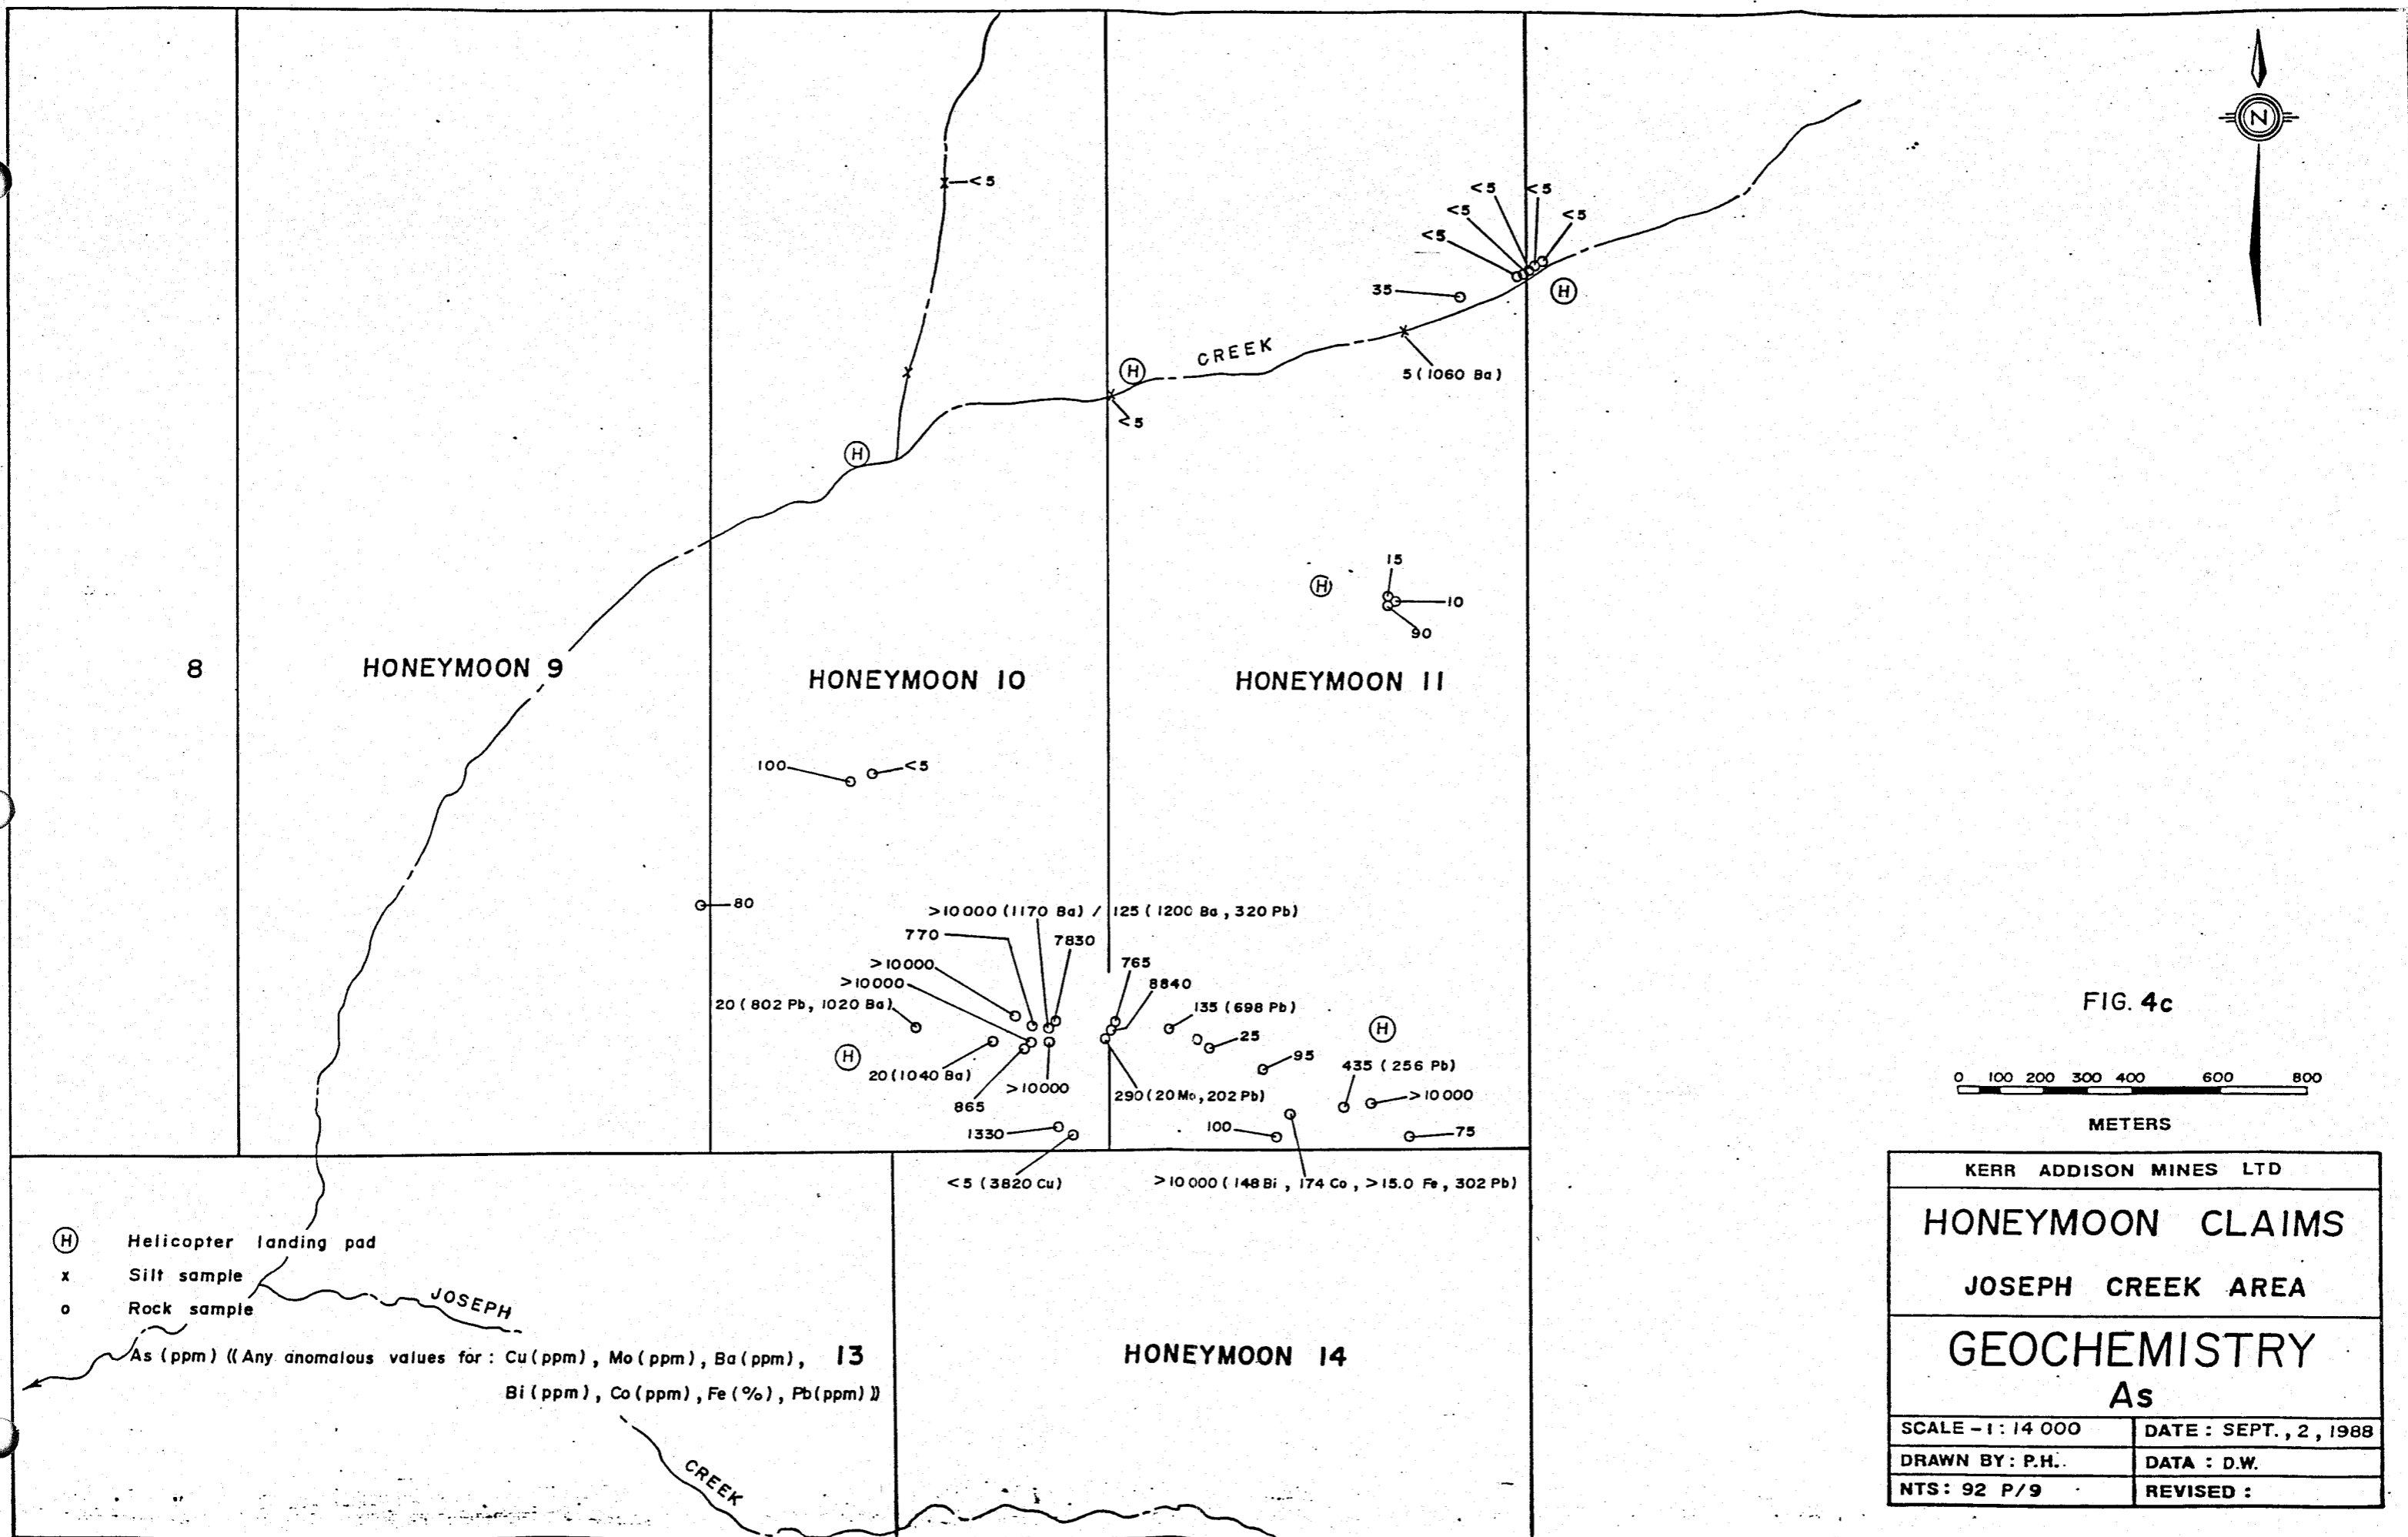 N
<5
<5
<5
<5
<5
<5
35
H
CREEK
H
5 (1060 Ba)
<5
H
15
H
10
90
8
HONEYMOON 9
HONEYMOON 10
HONEYMOON 11
100
<5
80
>10000 (1170 Ba) / 125 (1200 Ba, 320 Pb)
770
7830
>10000
765
>10000
8840
20 (802 Pb, 1020 Ba)
135 (698 Pb)
H
25
H
95
20 (1040 Ba)
435 (256 Pb)
>10000
290 (20 Mo, 202 Pb)
>10000
865
1330
100
75
<5 (3820 Cu)
>10000 (148 Bi, 174 Co, >15.0 Fe, 302 Pb)
FIG. 4c
0 100 200 300 400 600 800
METERS
H Helicopter landing pad
x Silt sample
o Rock sample
JOSEPH
As (ppm) ((Any anomalous values for: Cu (ppm), Mo (ppm), Ba (ppm),
Bi (ppm), Co (ppm), Fe (%), Pb (ppm)))
13
HONEYMOON 14
CREEK
KERR ADDISON MINES LTD
HONEYMOON CLAIMS
JOSEPH CREEK AREA
GEOCHEMISTRY
As
SCALE - 1:14 000
DATE: SEPT., 2, 1988
DRAWN BY: P.H.
DATA: D.W.
NTS: 92 P/9
REVISED: